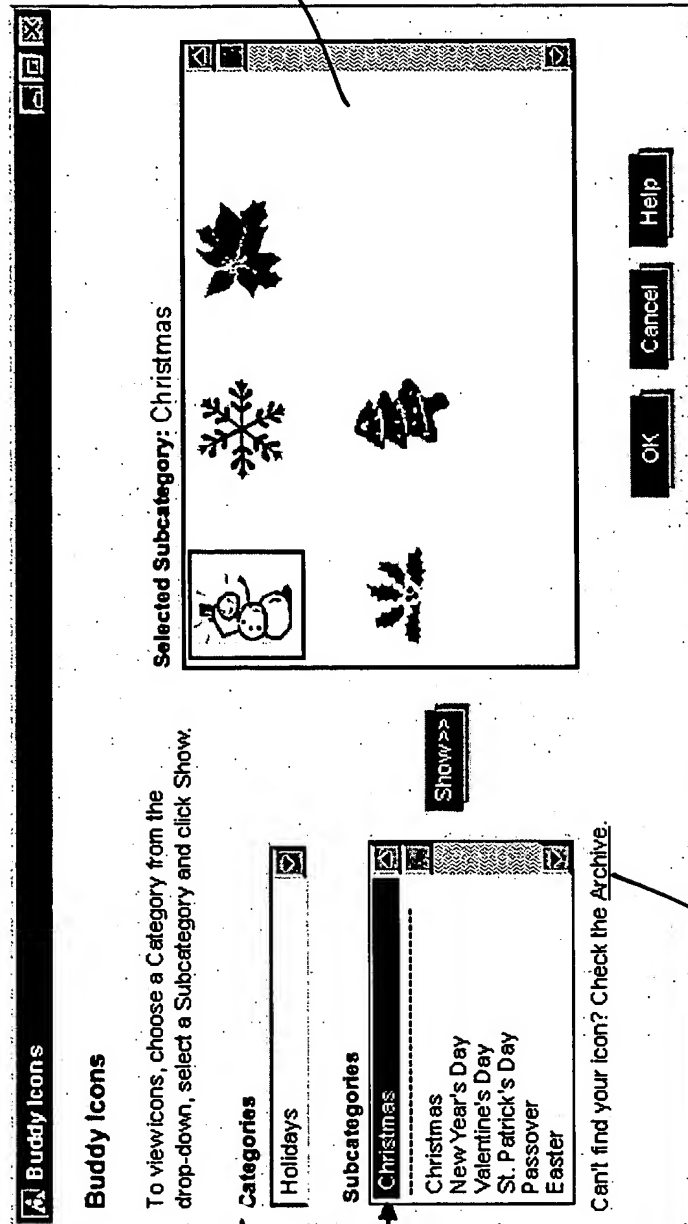 Buddy Icons
Buddy Icons
To view icons, choose a Category from the
drop-down, select a Subcategory and click Show.
Categories
Holidays
Subcategories
Christmas
Christmas
New Year's Day
Valentine's Day
St. Patrick's Day
Passover
Easter
Can't find your icon? Check the Archive.
Show>>
Selected Subcategory: Christmas
OK
Cancel
Help